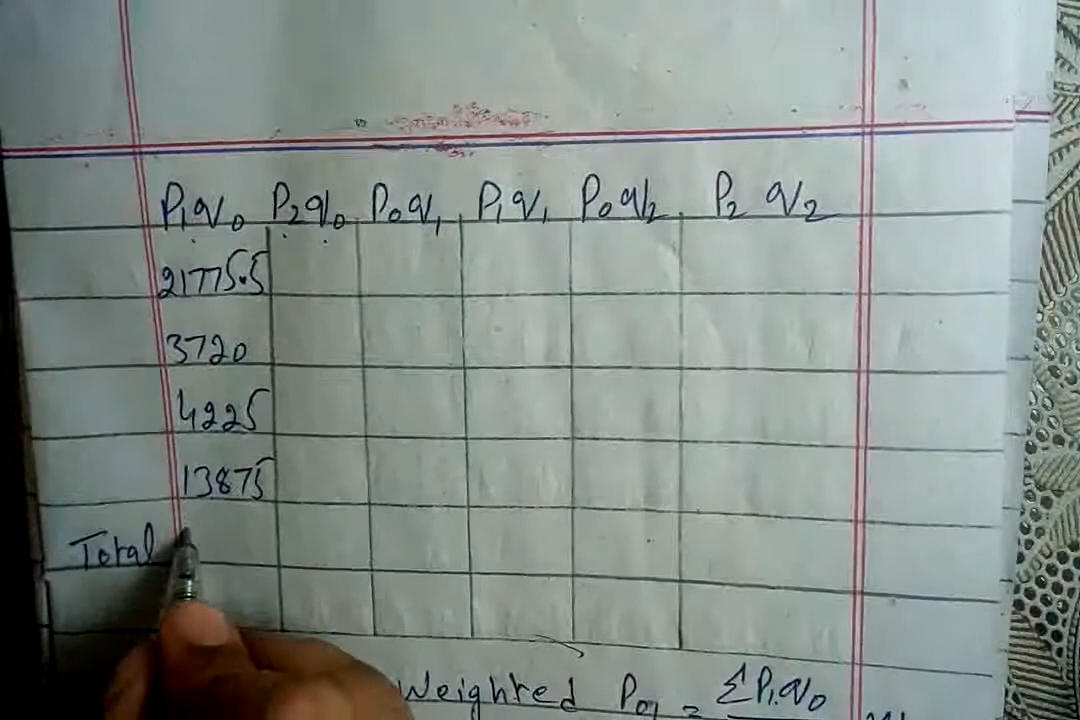 P₁q₀ P₂q₀ P₀q₁ P₁q₁ P₀q₂ P₂q₂
21775.5
3720
4225
13875
Total
Weighted P₀₁ = ΣP₁q₀